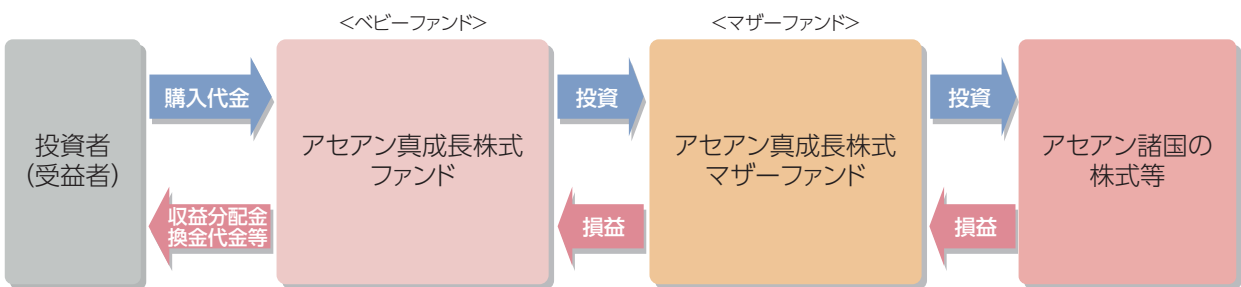 <ベビーファンド>
<マザーファンド>
投資者
(受益者)
購入代金
収益分配金
換金代金等
アセアン真成長株式
ファンド
投資
損益
アセアン真成長株式
マザーファンド
投資
損益
アセアン諸国の
株式等